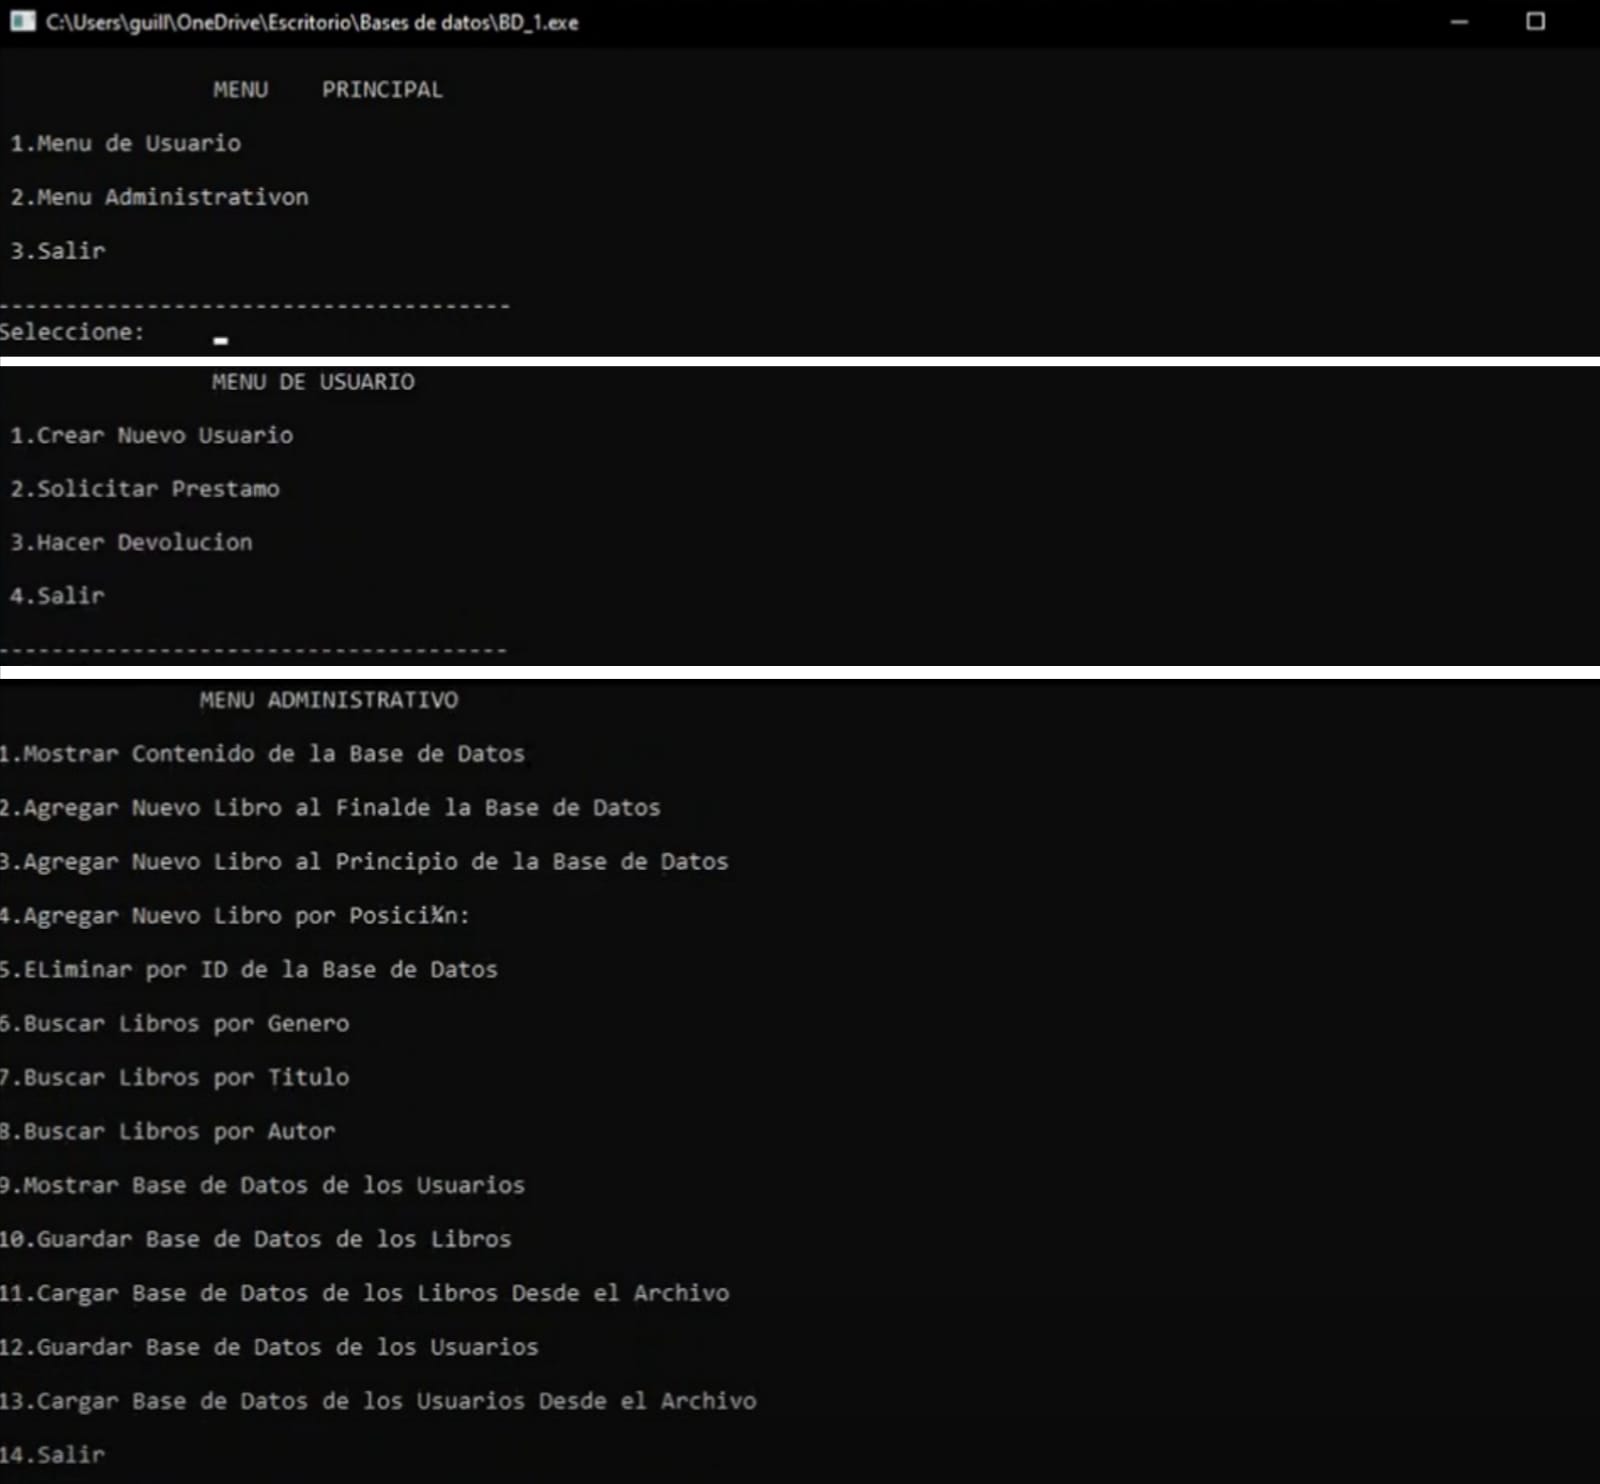 C:\Users\guill\OneDrive\Escritorio\Bases de datos\BD_1.exe
MENU    PRINCIPAL
1.Menu de Usuario
2.Menu Administrativon
3.Salir
--------------------------------------
Seleccione:
MENU DE USUARIO
1.Crear Nuevo Usuario
2.Solicitar Prestamo
3.Hacer Devolucion
4.Salir
--------------------------------------
MENU ADMINISTRATIVO
1.Mostrar Contenido de la Base de Datos
2.Agregar Nuevo Libro al Finalde la Base de Datos
3.Agregar Nuevo Libro al Principio de la Base de Datos
4.Agregar Nuevo Libro por Posici¾n:
5.ELiminar por ID de la Base de Datos
6.Buscar Libros por Genero
7.Buscar Libros por Titulo
8.Buscar Libros por Autor
9.Mostrar Base de Datos de los Usuarios
10.Guardar Base de Datos de los Libros
11.Cargar Base de Datos de los Libros Desde el Archivo
12.Guardar Base de Datos de los Usuarios
13.Cargar Base de Datos de los Usuarios Desde el Archivo
14.Salir